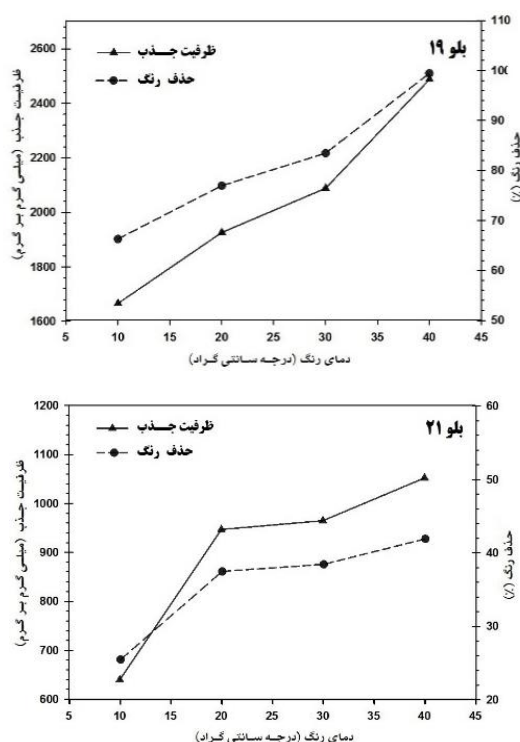 بلو ۱۹
ظرفیت جـــذب
حذف رنگ
ظرفیت جذب (میلی گرم بر گرم)
2600
2400
2200
2000
1800
1600
حذف رنگ (٪)
110
100
90
80
70
60
50
5 10 15 20 25 30 35 40 45
دمای رنگ (درجه سانتی گراد)
بلو ۲۱
ظرفیت جـــذب
حذف رنگ
ظرفیت جذب (میلی گرم بر گرم)
1200
1100
1000
900
800
700
600
حذف رنگ (٪)
60
50
40
30
20
5 10 15 20 25 30 35 40 45
دمای رنگ (درجه سانتی گراد)